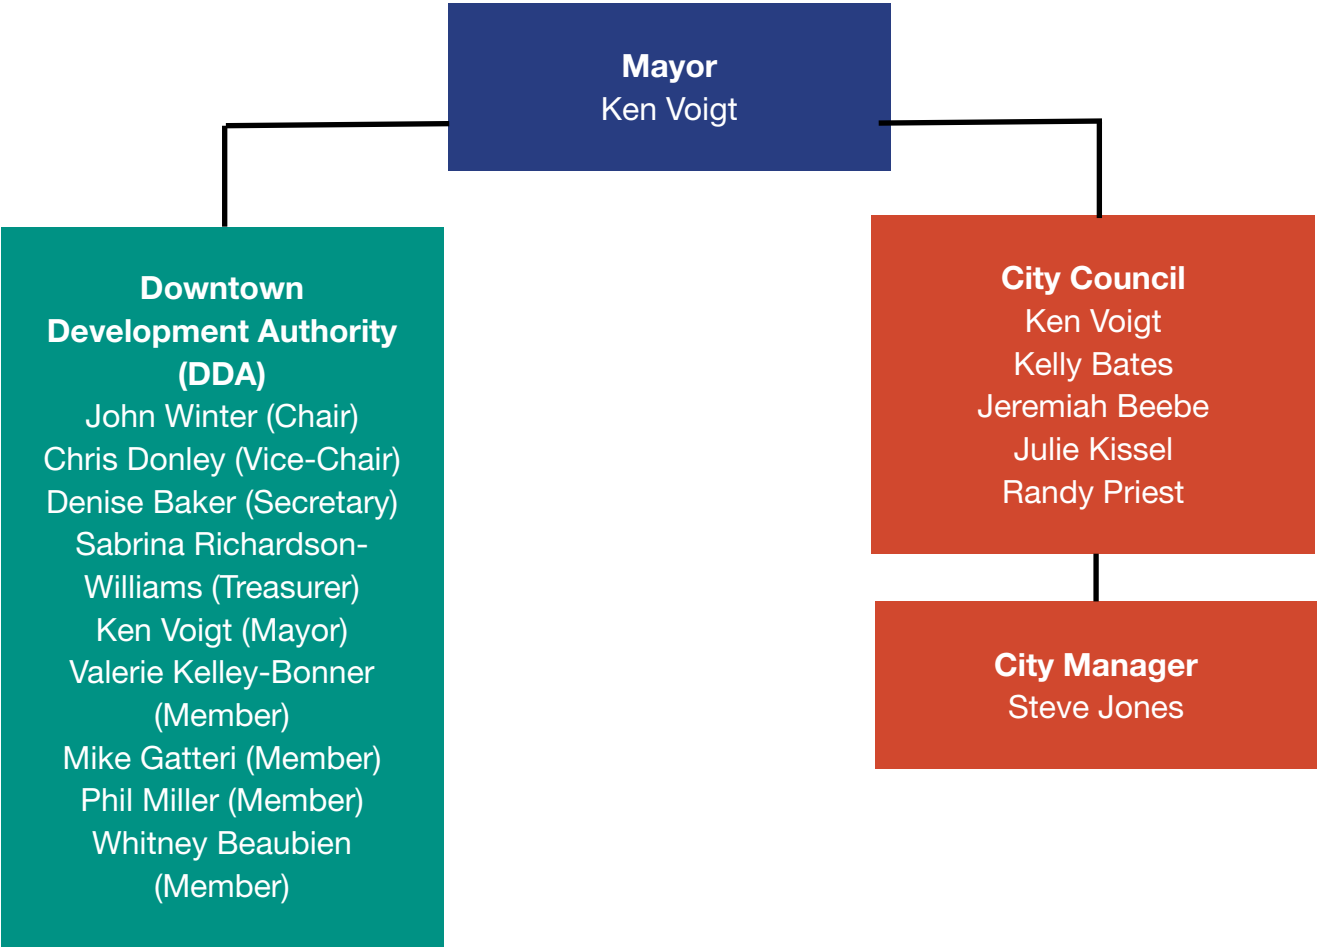 Mayor
Ken Voigt
Downtown
Development Authority
(DDA)
John Winter (Chair)
Chris Donley (Vice-Chair)
Denise Baker (Secretary)
Sabrina Richardson-
Williams (Treasurer)
Ken Voigt (Mayor)
Valerie Kelley-Bonner
(Member)
Mike Gatteri (Member)
Phil Miller (Member)
Whitney Beaubien
(Member)
City Council
Ken Voigt
Kelly Bates
Jeremiah Beebe
Julie Kissel
Randy Priest
City Manager
Steve Jones